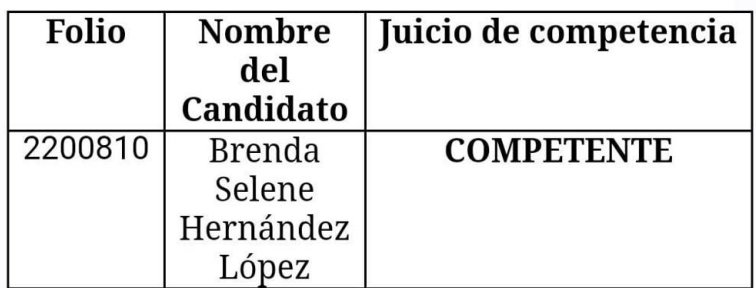 Folio
Nombre
del
Candidato
Juicio de competencia
2200810
Brenda
Selene
Hernández
López
COMPETENTE